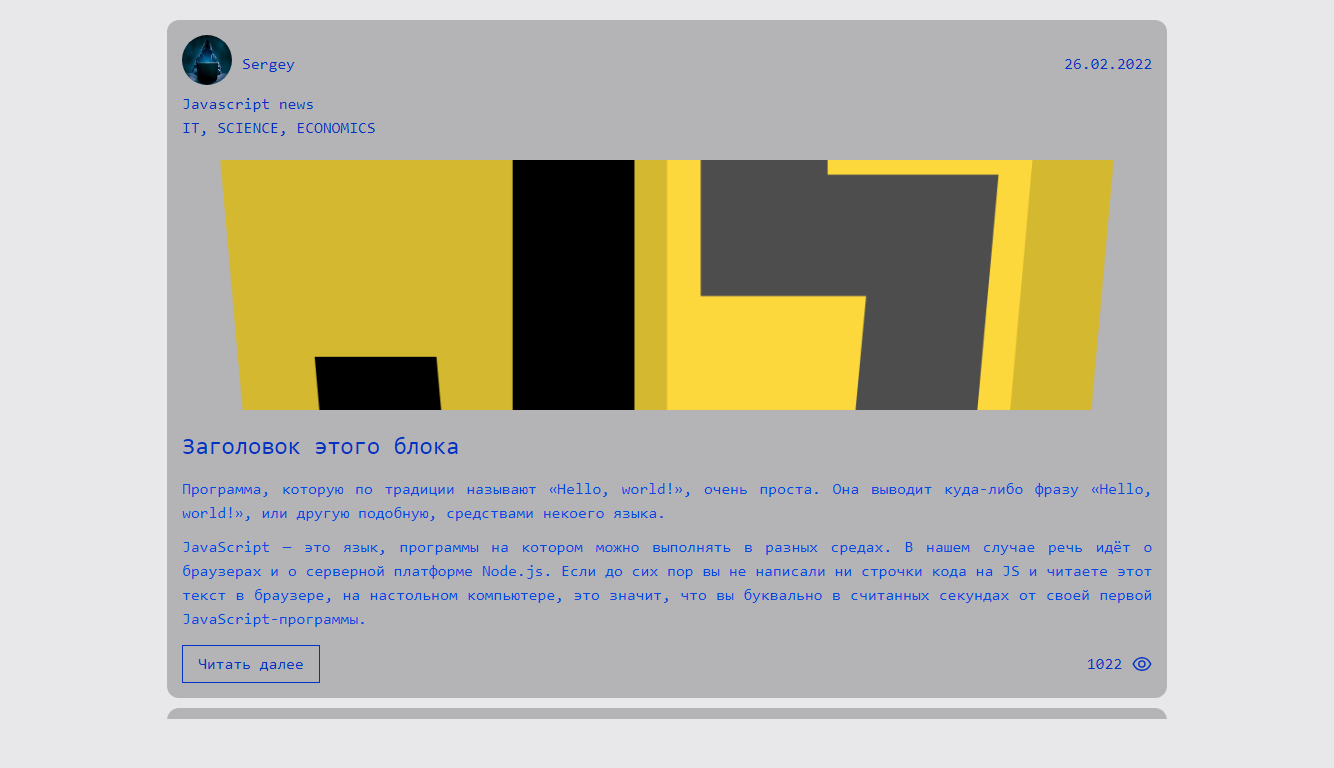 Sergey
26.02.2022
Javascript news
IT, SCIENCE, ECONOMICS
Заголовок этого блока
Программа, которую по традиции называют «Hello, world!», очень проста. Она выводит куда-либо фразу «Hello,
world!», или другую подобную, средствами некоего языка.
JavaScript — это язык, программы на котором можно выполнять в разных средах. В нашем случае речь идёт о
браузерах и о серверной платформе Node.js. Если до сих пор вы не написали ни строчки кода на JS и читаете этот
текст в браузере, на настольном компьютере, это значит, что вы буквально в считанных секундах от своей первой
JavaScript-программы.
Читать далее
1022